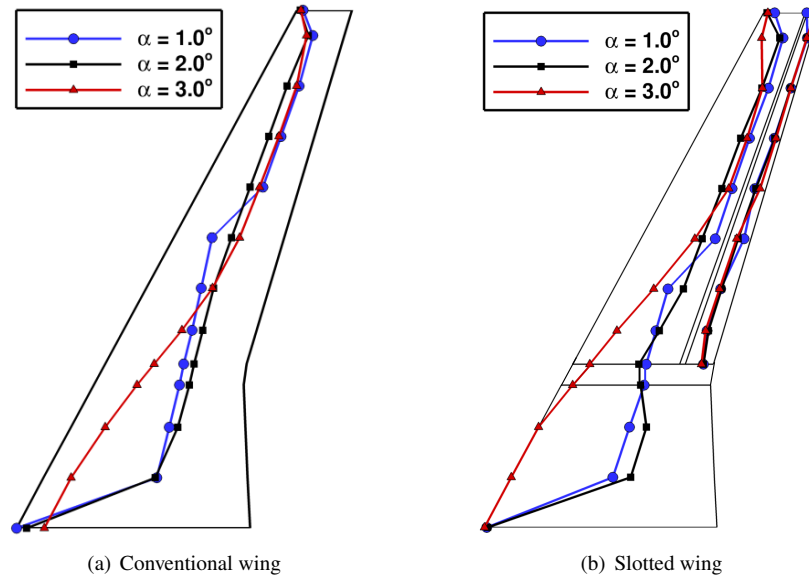 α = 1.0°
α = 2.0°
α = 3.0°
α = 1.0°
α = 2.0°
α = 3.0°
(a) Conventional wing
(b) Slotted wing